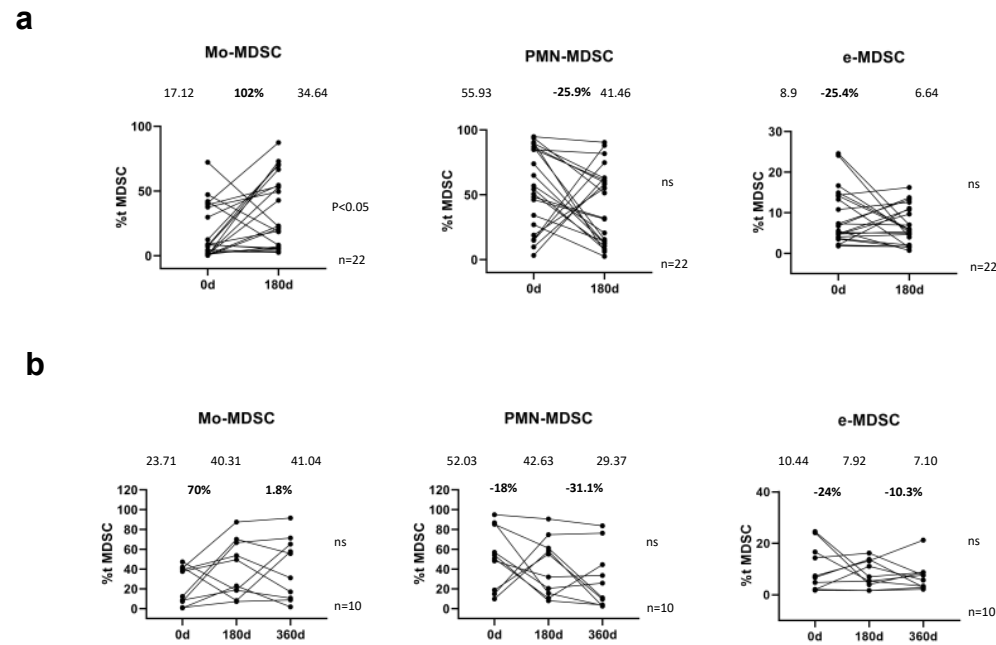 a
Mo-MDSC
17.12 102% 34.64
%t MDSC
100
50
0
0d 180d
P<0.05
n=22
PMN-MDSC
55.93 -25.9% 41.46
%t MDSC
100
50
0
0d 180d
ns
n=22
e-MDSC
8.9 -25.4% 6.64
%t MDSC
30
20
10
0
0d 180d
ns
n=22
b
Mo-MDSC
23.71 40.31 41.04
70% 1.8%
%t MDSC
120
100
80
60
40
20
0
0d 180d 360d
ns
n=10
PMN-MDSC
52.03 42.63 29.37
-18% -31.1%
%t MDSC
120
100
80
60
40
20
0
0d 180d 360d
ns
n=10
e-MDSC
10.44 7.92 7.10
-24% -10.3%
%t MDSC
40
20
0
0d 180d 360d
ns
n=10